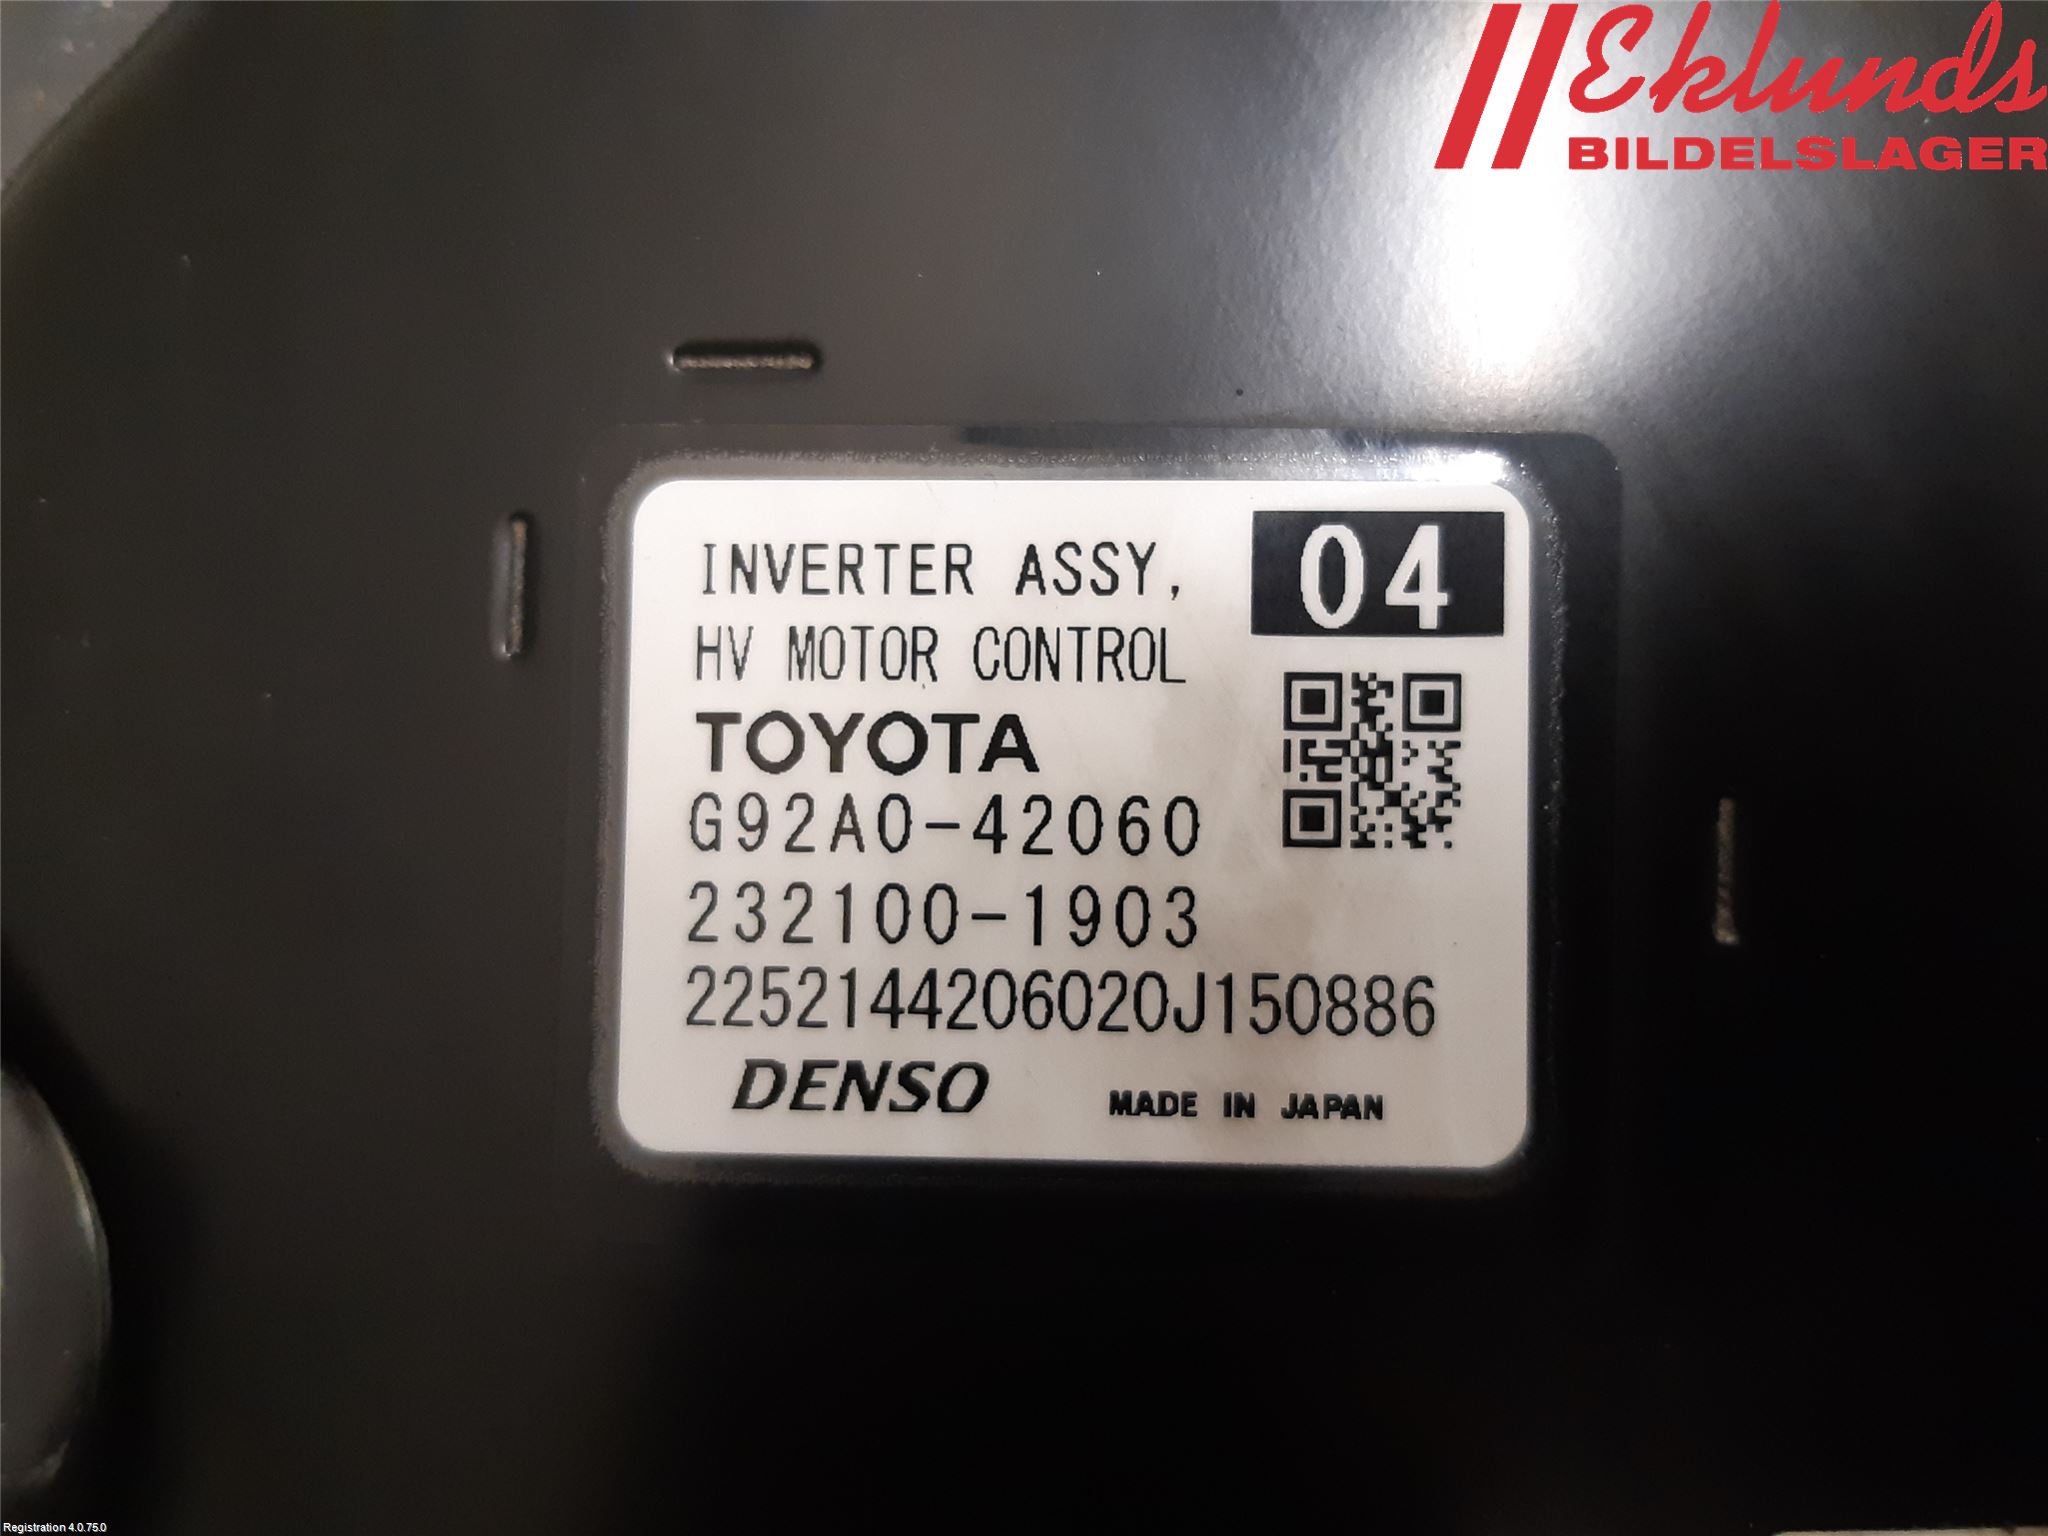 Eklunds
BILDELSLAGER
INVERTER ASSY,
04
HV MOTOR CONTROL
TOYOTA
G92A0-42060
232100-1903
2252144206020J150886
DENSO
MADE IN JAPAN
Registration 4.0.75.0